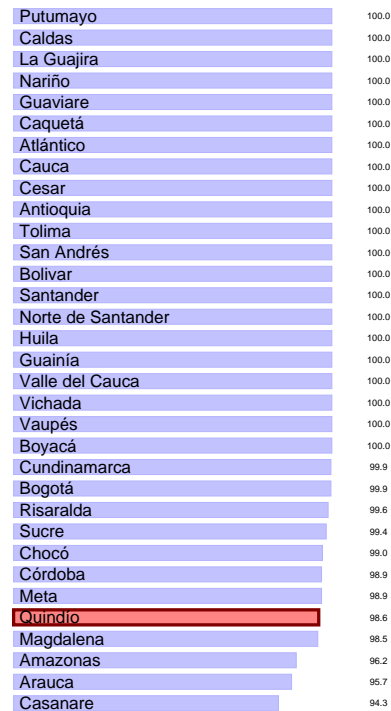 Putumayo 100.0
Caldas 100.0
La Guajira 100.0
Nariño 100.0
Guaviare 100.0
Caquetá 100.0
Atlántico 100.0
Cauca 100.0
Cesar 100.0
Antioquia 100.0
Tolima 100.0
San Andrés 100.0
Bolivar 100.0
Santander 100.0
Norte de Santander 100.0
Huila 100.0
Guainía 100.0
Valle del Cauca 100.0
Vichada 100.0
Vaupés 100.0
Boyacá 100.0
Cundinamarca 99.9
Bogotá 99.9
Risaralda 99.6
Sucre 99.4
Chocó 99.0
Córdoba 98.9
Meta 98.9
Quindío 98.6
Magdalena 98.5
Amazonas 96.2
Arauca 95.7
Casanare 94.3